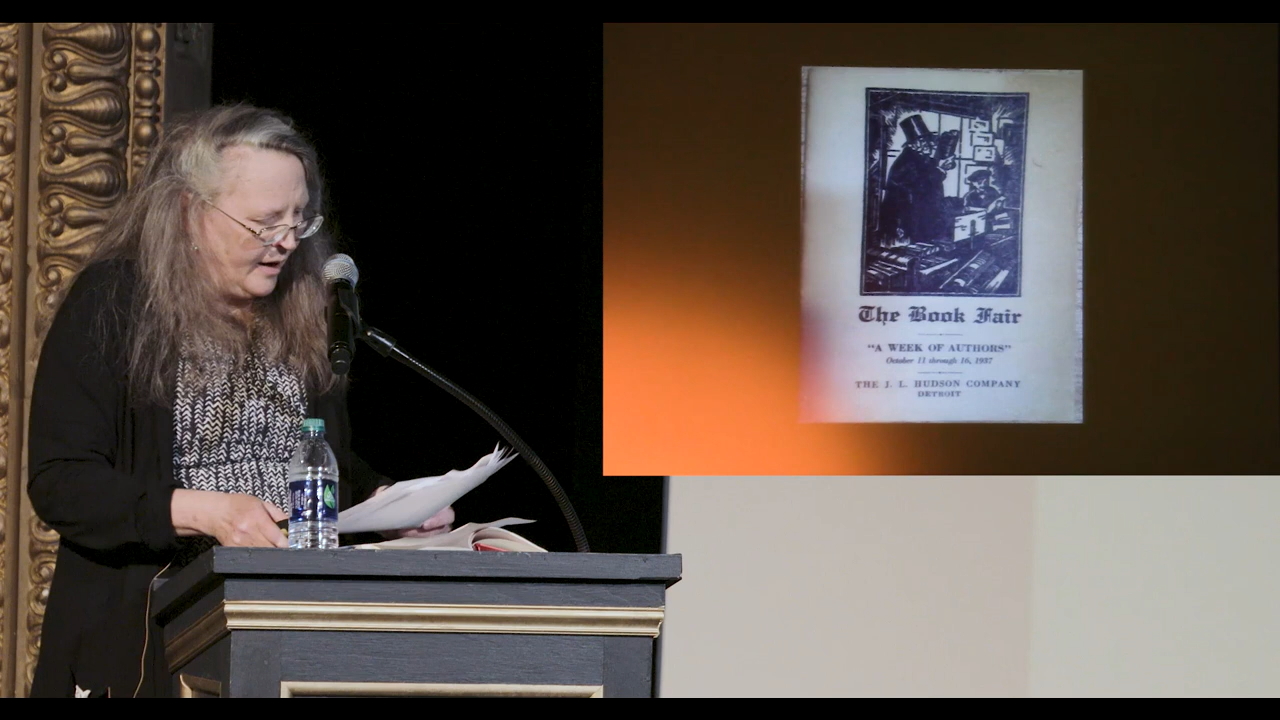 The Book Fair
"A WEEK OF AUTHORS"
October 11 through 16, 1937
THE J. L. HUDSON COMPANY
DETROIT